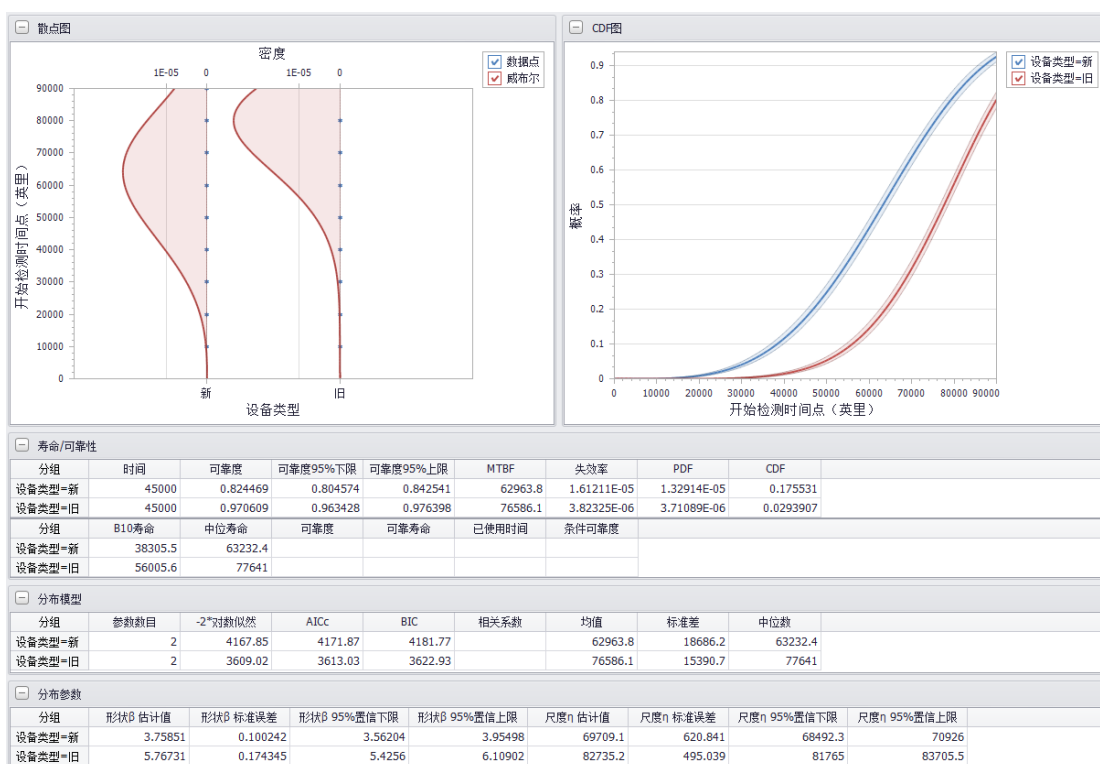 散点图
密度
1E-05 0 1E-05 0
数据点
威布尔
90000
80000
70000
60000
50000
40000
30000
20000
10000
0
开始检测时间点（英里）
新 旧
设备类型
CDF图
设备类型=新
设备类型=旧
0.9
0.8
0.7
0.6
0.5
0.4
0.3
0.2
0.1
0
概率
0 10000 20000 30000 40000 50000 60000 70000 80000 90000
开始检测时间点（英里）
寿命/可靠性
分组 时间 可靠度 可靠度95%下限 可靠度95%上限 MTBF 失效率 PDF CDF
设备类型=新 45000 0.824469 0.804574 0.842541 62963.8 1.61211E-05 1.32914E-05 0.175531
设备类型=旧 45000 0.970609 0.963428 0.976398 76586.1 3.82325E-06 3.71089E-06 0.0293907
分组 B10寿命 中位寿命 可靠度 可靠寿命 已使用时间 条件可靠度
设备类型=新 38305.5 63232.4
设备类型=旧 56005.6 77641
分布模型
分组 参数数目 -2*对数似然 AICc BIC 相关系数 均值 标准差 中位数
设备类型=新 2 4167.85 4171.87 4181.77 62963.8 18686.2 63232.4
设备类型=旧 2 3609.02 3613.03 3622.93 76586.1 15390.7 77641
分布参数
分组 形状β 估计值 形状β 标准误差 形状β 95%置信下限 形状β 95%置信上限 尺度η 估计值 尺度η 标准误差 尺度η 95%置信下限 尺度η 95%置信上限
设备类型=新 3.75851 0.100242 3.56204 3.95498 69709.1 620.841 68492.3 70926
设备类型=旧 5.76731 0.174345 5.4256 6.10902 82735.2 495.039 81765 83705.5